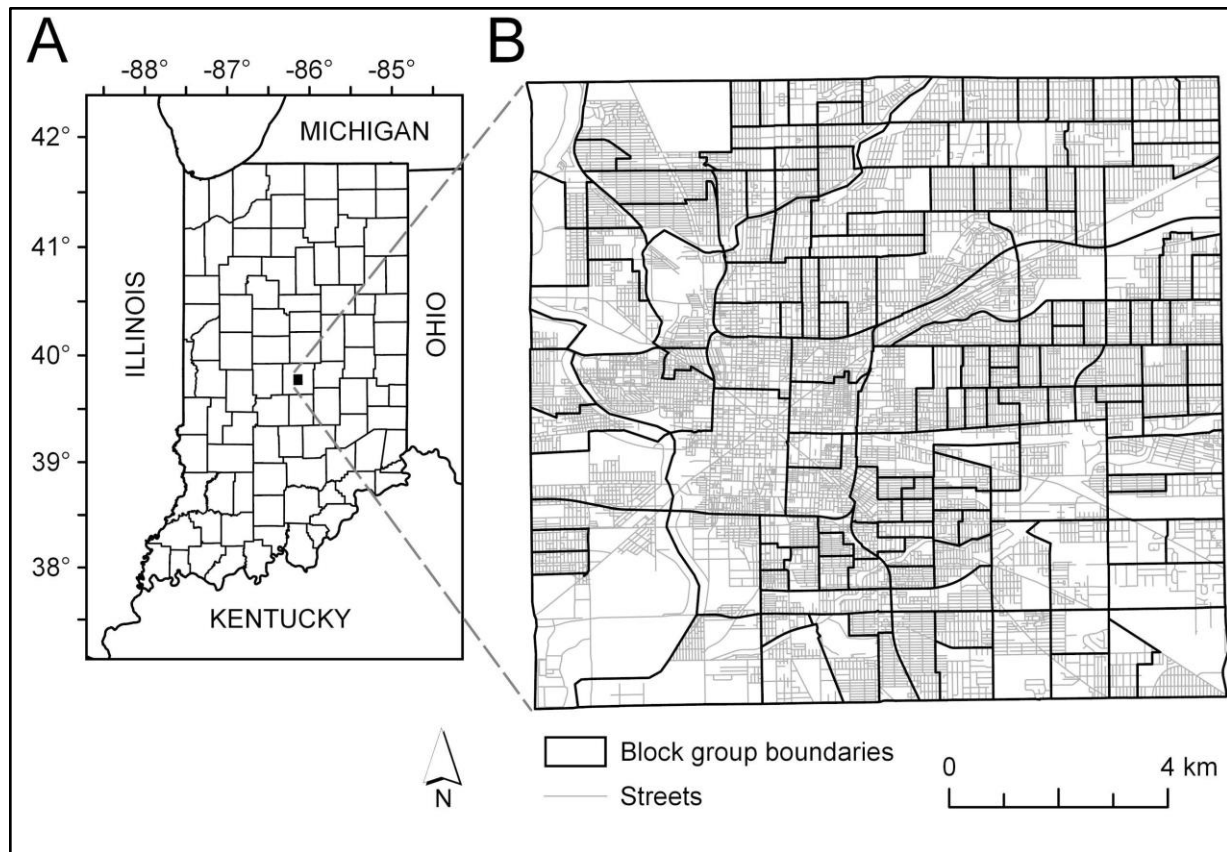 A
B
-88° -87° -86° -85°
42°
41°
40°
39°
38°
MICHIGAN
ILLINOIS
OHIO
KENTUCKY
N
Block group boundaries
Streets
0 4 km